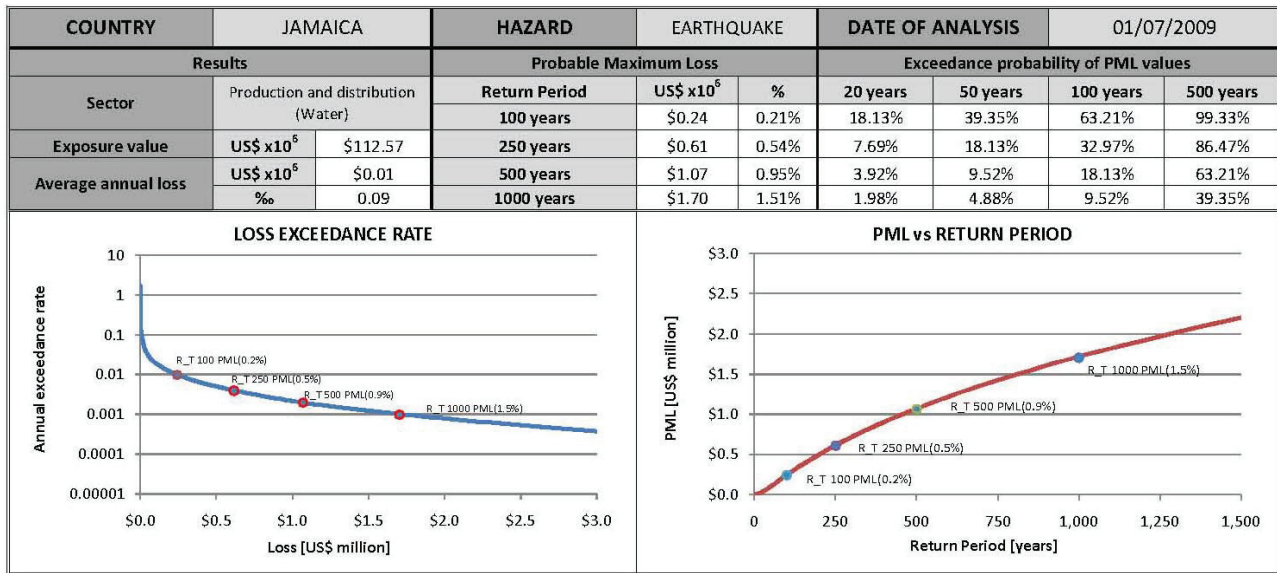 COUNTRY JAMAICA HAZARD EARTHQUAKE DATE OF ANALYSIS 01/07/2009
Results Probable Maximum Loss Exceedance probability of PML values
Sector Production and distribution (Water) Return Period US$ x10⁶ % 20 years 50 years 100 years 500 years
100 years $0.24 0.21% 18.13% 39.35% 63.21% 99.33%
Exposure value US$ x10⁶ $112.57 250 years $0.61 0.54% 7.69% 18.13% 32.97% 86.47%
Average annual loss US$ x10⁶ $0.01 500 years $1.07 0.95% 3.92% 9.52% 18.13% 63.21%
‰ 0.09 1000 years $1.70 1.51% 1.98% 4.88% 9.52% 39.35%
LOSS EXCEEDANCE RATE
Annual exceedance rate
10
1
0.1
0.01
0.001
0.0001
0.00001
R_T 100 PML(0.2%)
R_T 250 PML(0.5%)
R_T 500 PML(0.9%)
R_T 1000 PML(1.5%)
$0.0 $0.5 $1.0 $1.5 $2.0 $2.5 $3.0
Loss [US$ million]
PML vs RETURN PERIOD
PML [US$ million]
$3.0
$2.5
$2.0
$1.5
$1.0
$0.5
$0.0
R_T 1000 PML(1.5%)
R_T 500 PML(0.9%)
R_T 250 PML(0.5%)
R_T 100 PML(0.2%)
0 250 500 750 1,000 1,250 1,500
Return Period [years]